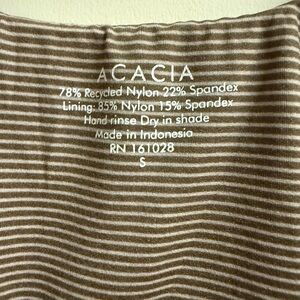 ACACIA
78% Recycled Nylon 22% Spandex
Lining: 85% Nylon 15% Spandex
Hand rinse Dry in shade
Made in Indonesia
RN 161028
S